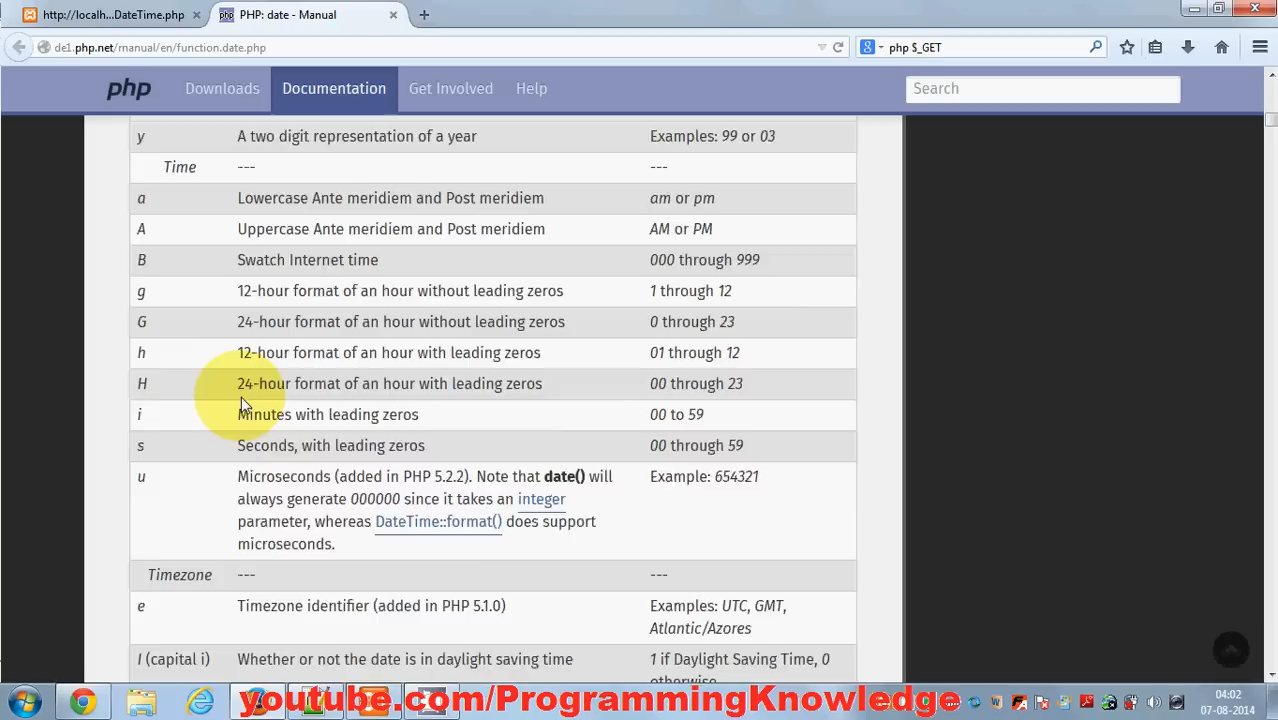 http://localh...DateTime.php × PHP: date - Manual × +
de1.php.net/manual/en/function.date.php php $_GET
php Downloads Documentation Get Involved Help Search
y A two digit representation of a year Examples: 99 or 03
Time --- ---
a Lowercase Ante meridiem and Post meridiem am or pm
A Uppercase Ante meridiem and Post meridiem AM or PM
B Swatch Internet time 000 through 999
g 12-hour format of an hour without leading zeros 1 through 12
G 24-hour format of an hour without leading zeros 0 through 23
h 12-hour format of an hour with leading zeros 01 through 12
H 24-hour format of an hour with leading zeros 00 through 23
i Minutes with leading zeros 00 to 59
s Seconds, with leading zeros 00 through 59
u Microseconds (added in PHP 5.2.2). Note that date() will Example: 654321
always generate 000000 since it takes an integer
parameter, whereas DateTime::format() does support
microseconds.
Timezone --- ---
e Timezone identifier (added in PHP 5.1.0) Examples: UTC, GMT,
Atlantic/Azores
I (capital i) Whether or not the date is in daylight saving time 1 if Daylight Saving Time, 0
otherwise.
04:02
youtube.com/ProgrammingKnowledge
07-08-2014